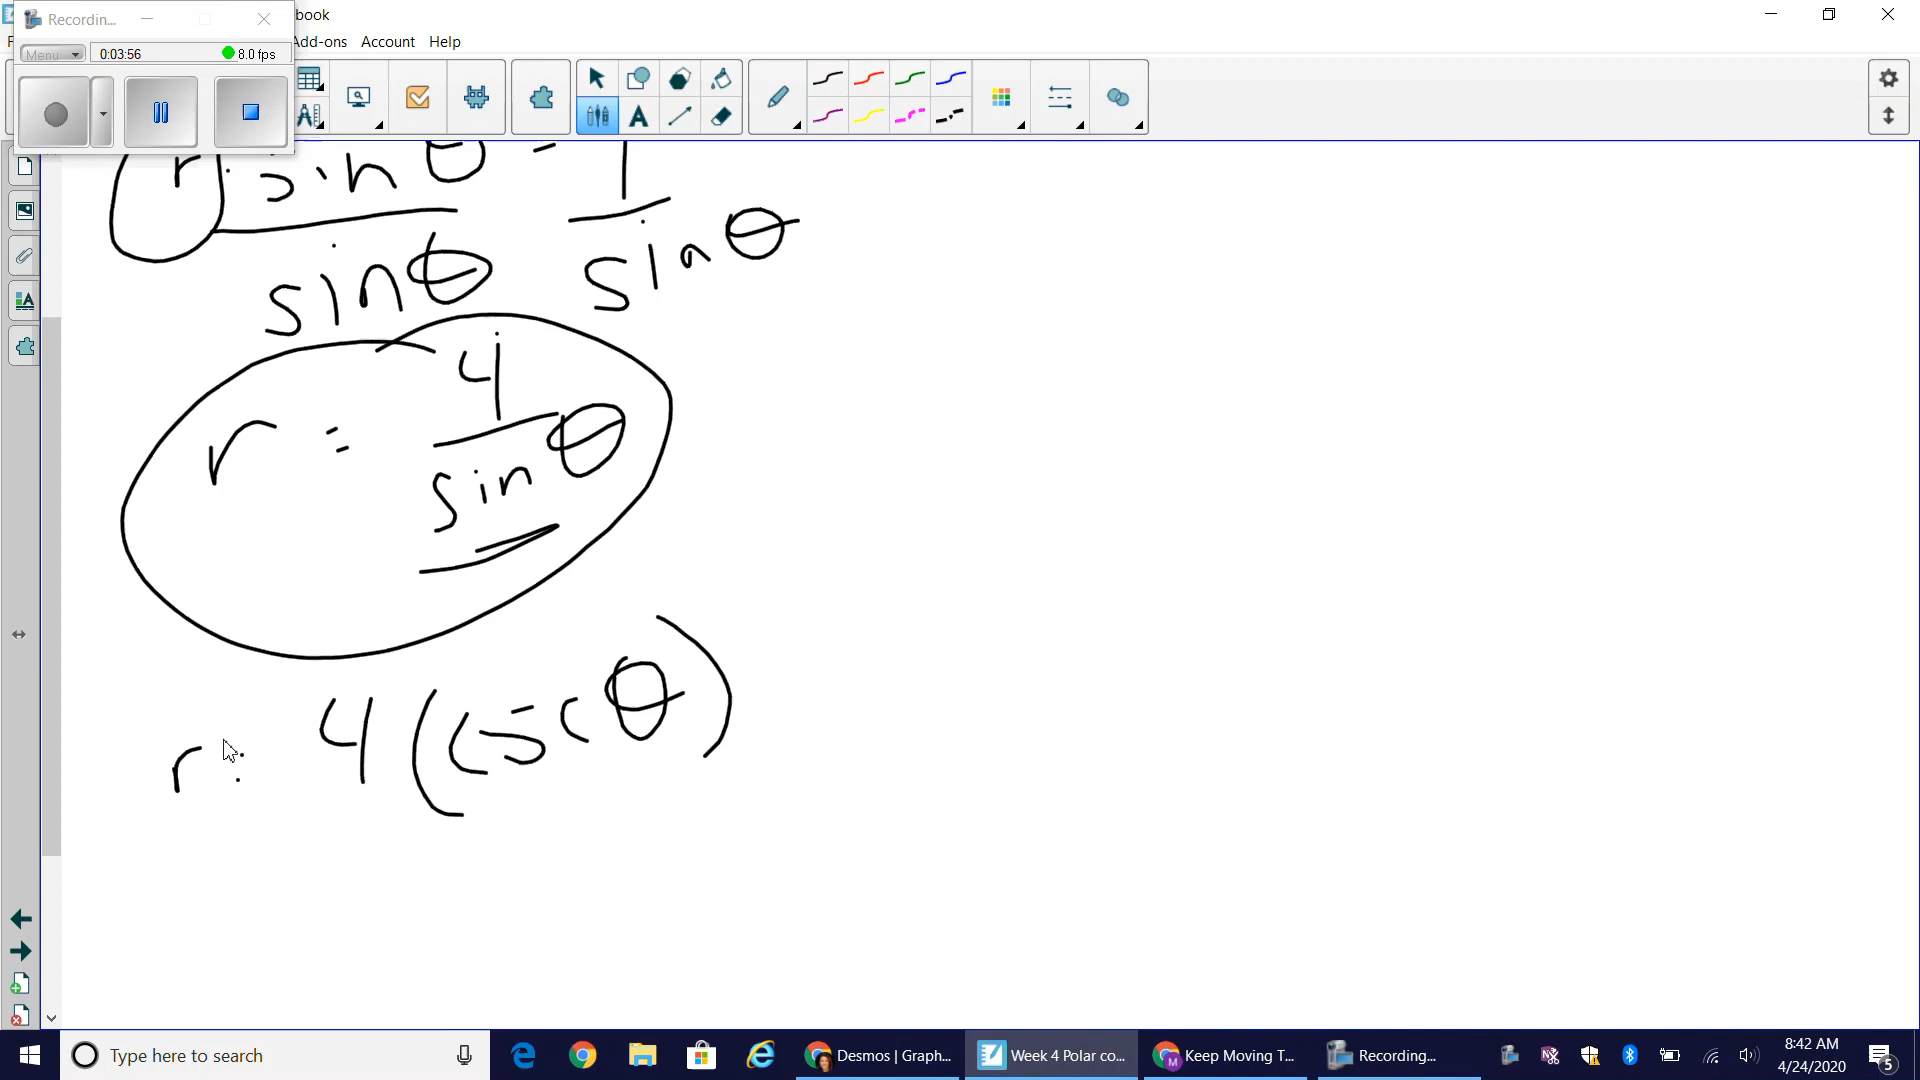 Recordin...
book
Menu
0:03:56
8.0 fps
Add-ons Account Help
r sin θ =
sin θ sin θ
r = 4
sin θ
r = 4 (csc θ)
Type here to search
Desmos | Graph...
Week 4 Polar co...
Keep Moving T...
Recording...
8:42 AM
4/24/2020
5